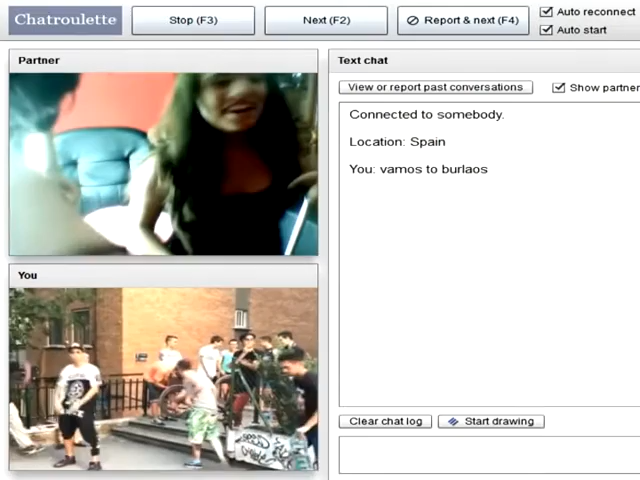 Chatroulette
Stop (F3)
Next (F2)
Report & next (F4)
Auto reconnect
Auto start
Partner
Text chat
View or report past conversations
Show partner
Connected to somebody.
Location: Spain
You: vamos to burlaos
You
Clear chat log
Start drawing